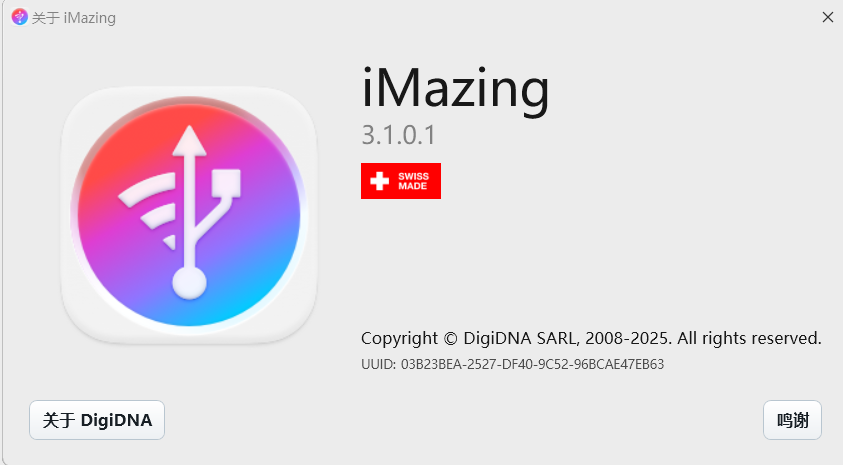 关于 iMazing
iMazing
3.1.0.1
SWISS
MADE
Copyright © DigiDNA SARL, 2008-2025. All rights reserved.
UUID: 03B23BEA-2527-DF40-9C52-96BCAE47EB63
关于 DigiDNA
鸣谢